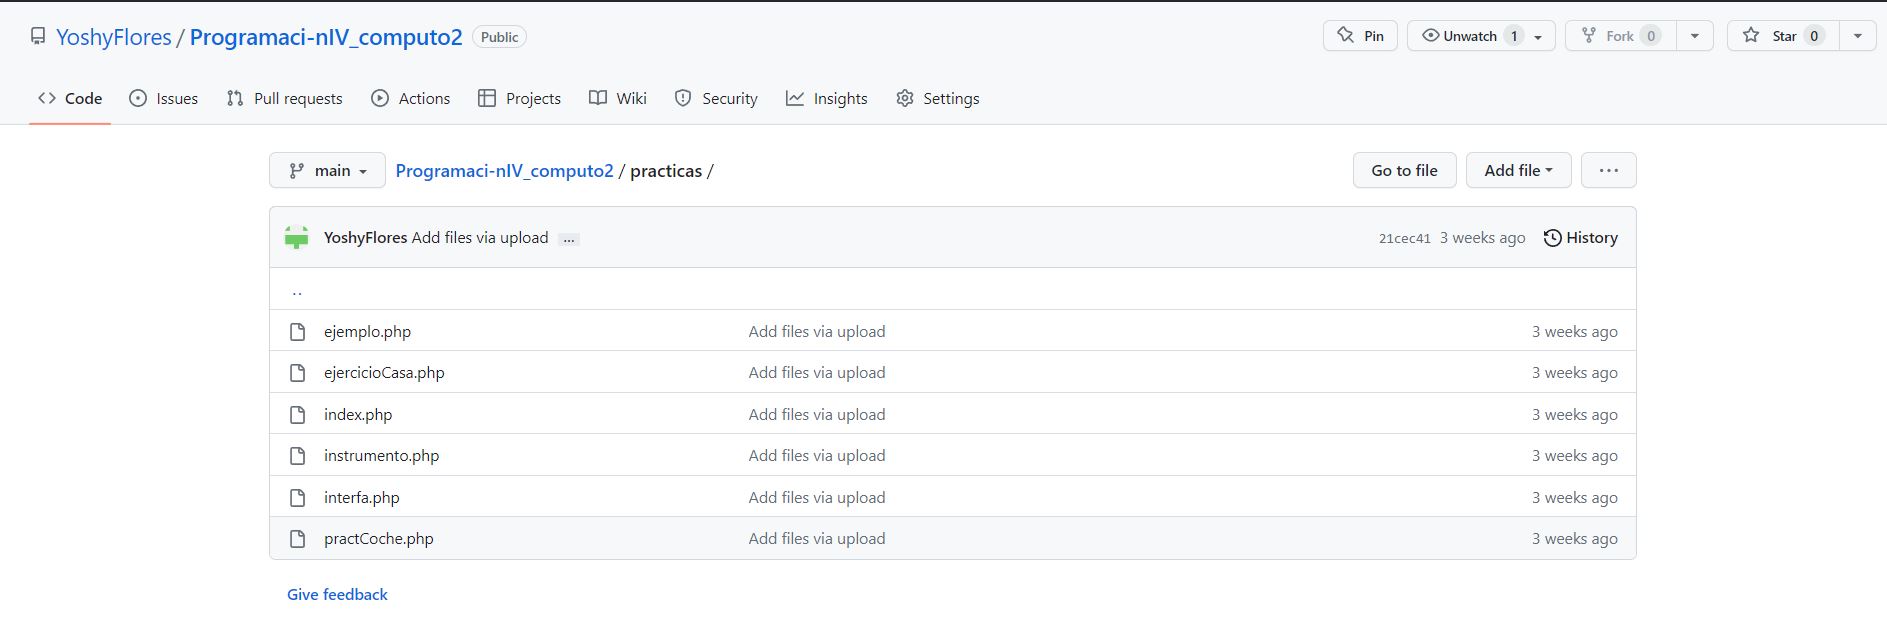 YoshyFlores / Programaci-nIV_computo2 Public
Pin Unwatch 1 Fork 0 Star 0
Code Issues Pull requests Actions Projects Wiki Security Insights Settings
main Programaci-nIV_computo2 / practicas / Go to file Add file ...
YoshyFlores Add files via upload ... 21cec41 3 weeks ago History
..
ejemplo.php Add files via upload 3 weeks ago
ejercicioCasa.php Add files via upload 3 weeks ago
index.php Add files via upload 3 weeks ago
instrumento.php Add files via upload 3 weeks ago
interfa.php Add files via upload 3 weeks ago
practCoche.php Add files via upload 3 weeks ago
Give feedback